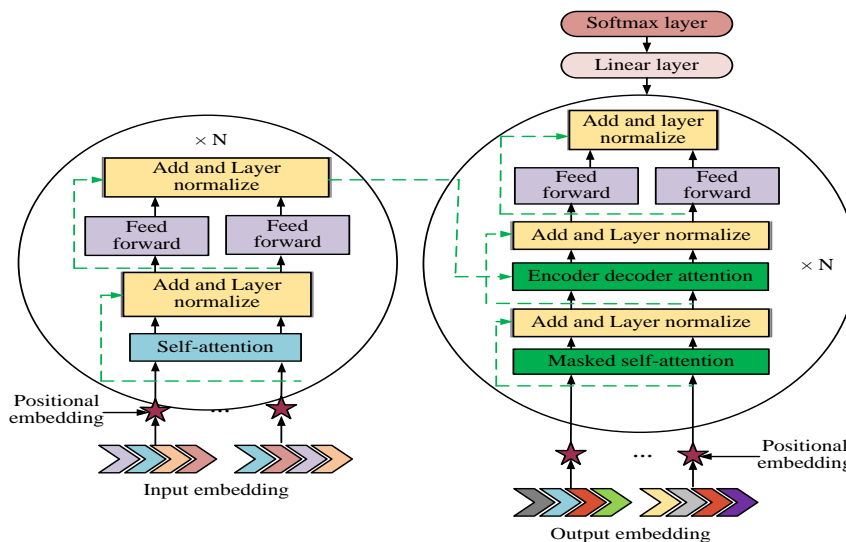 Softmax layer
Linear layer
× N
Add and Layer
normalize
Feed
forward
Feed
forward
Add and Layer
normalize
Self-attention
Positional
embedding
...
Input embedding
Add and layer
normalize
Feed
forward
Feed
forward
Add and Layer normalize
Encoder decoder attention
× N
Add and Layer normalize
Masked self-attention
...
Positional
embedding
Output embedding